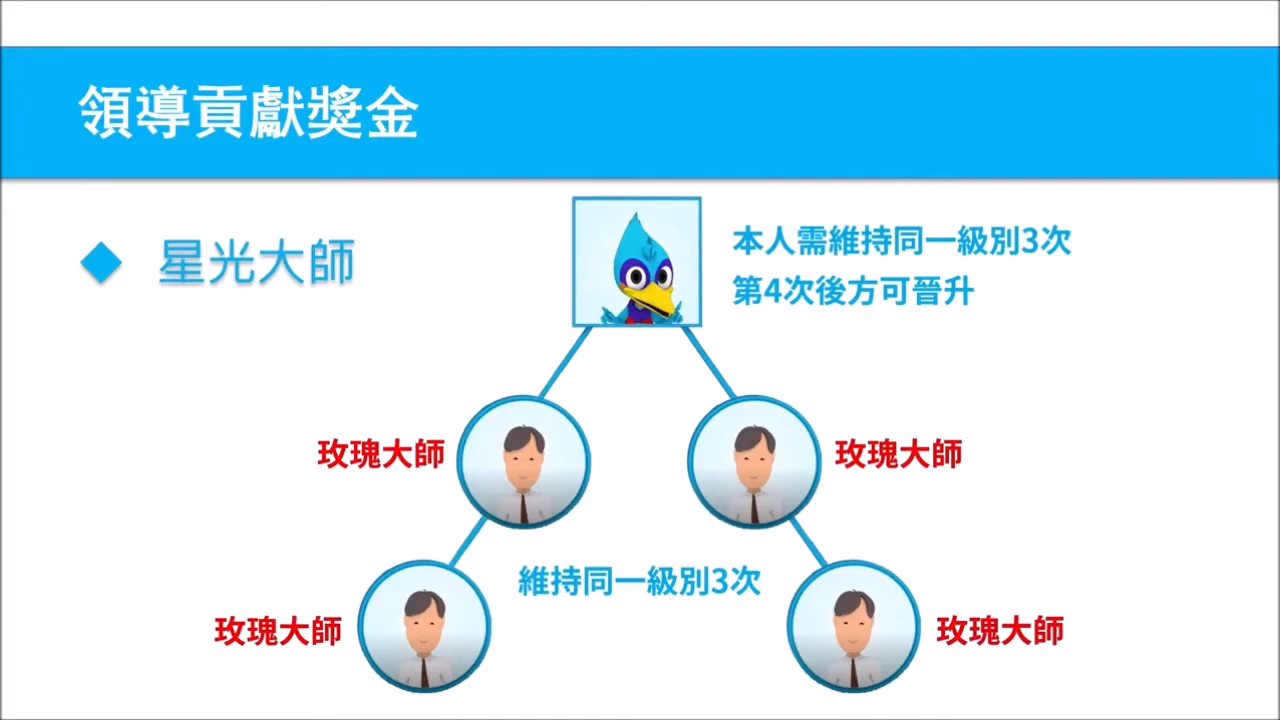 領導貢獻獎金
星光大師
本人需維持同一級別3次
第4次後方可晉升
玫瑰大師
玫瑰大師
維持同一級別3次
玫瑰大師
玫瑰大師